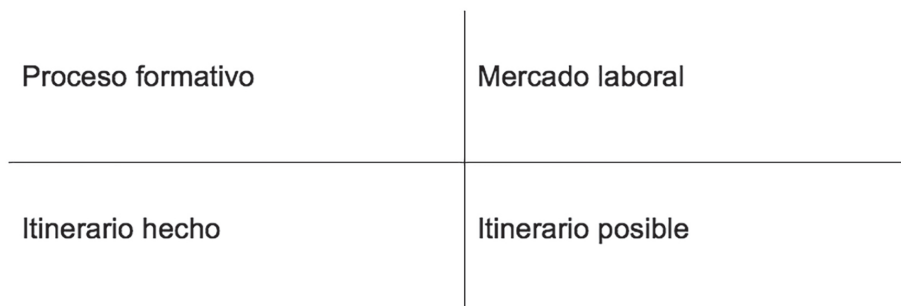 Proceso formativo
Mercado laboral
Itinerario hecho
Itinerario posible